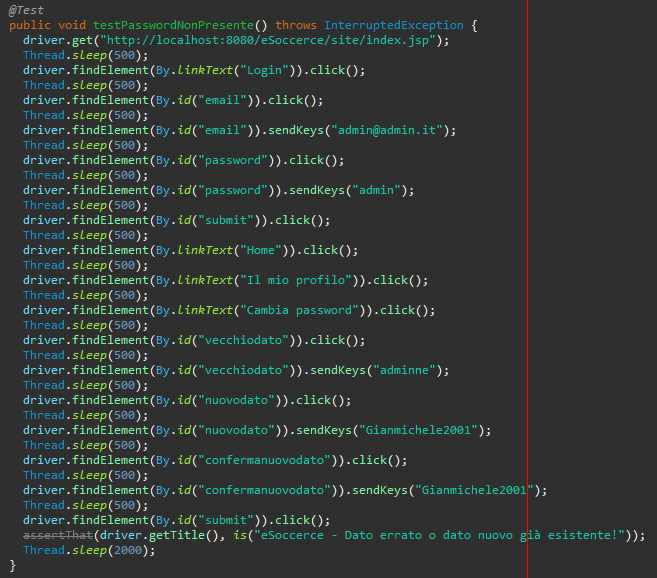 @Test
public void testPasswordNonPresente() throws InterruptedException {
driver.get("http://localhost:8080/eSoccerce/site/index.jsp");
Thread.sleep(500);
driver.findElement(By.linkText("Login")).click();
Thread.sleep(500);
driver.findElement(By.id("email")).click();
Thread.sleep(500);
driver.findElement(By.id("email")).sendKeys("admin@admin.it");
Thread.sleep(500);
driver.findElement(By.id("password")).click();
Thread.sleep(500);
driver.findElement(By.id("password")).sendKeys("admin");
Thread.sleep(500);
driver.findElement(By.id("submit")).click();
Thread.sleep(500);
driver.findElement(By.linkText("Home")).click();
Thread.sleep(500);
driver.findElement(By.linkText("Il mio profilo")).click();
Thread.sleep(500);
driver.findElement(By.linkText("Cambia password")).click();
Thread.sleep(500);
driver.findElement(By.id("vecchiodato")).click();
Thread.sleep(500);
driver.findElement(By.id("vecchiodato")).sendKeys("adminne");
Thread.sleep(500);
driver.findElement(By.id("nuovodato")).click();
Thread.sleep(500);
driver.findElement(By.id("nuovodato")).sendKeys("Gianmichele2001");
Thread.sleep(500);
driver.findElement(By.id("confermanuovodato")).click();
Thread.sleep(500);
driver.findElement(By.id("confermanuovodato")).sendKeys("Gianmichele2001");
Thread.sleep(500);
driver.findElement(By.id("submit")).click();
assertThat(driver.getTitle(), is("eSoccerce - Dato errato o dato nuovo già esistente!"));
Thread.sleep(2000);
}